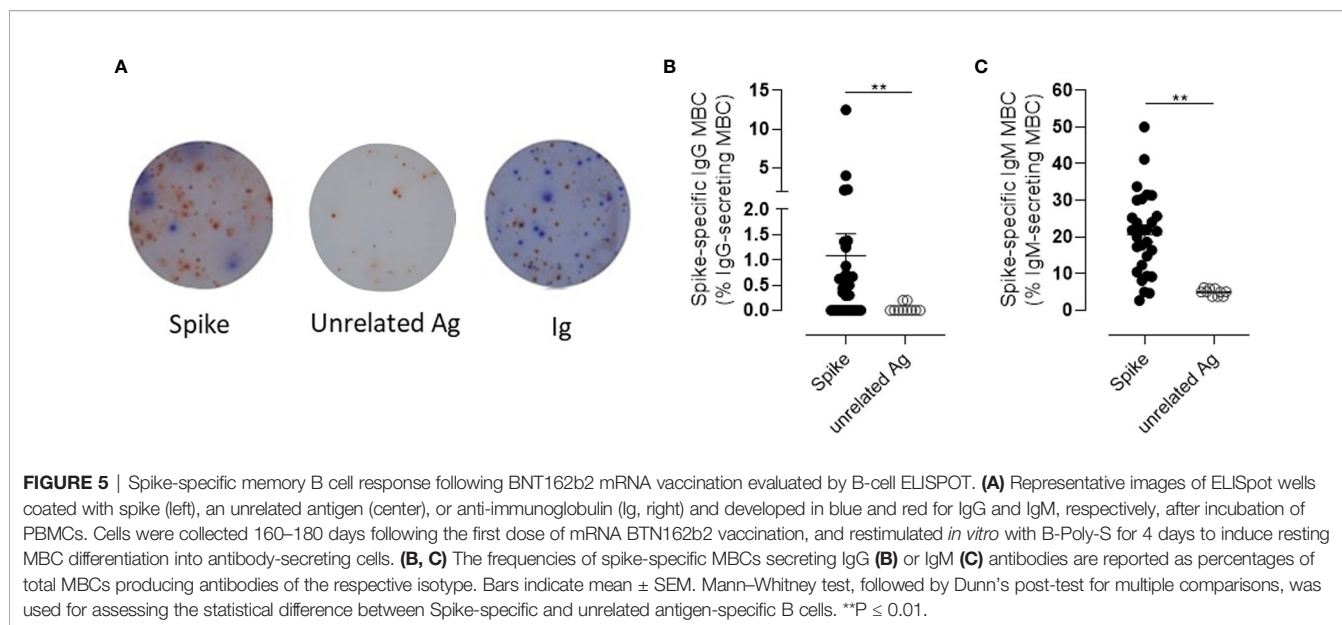 A
Spike
Unrelated Ag
Ig
B
Spike-specific IgG MBC
(% IgG-secreting MBC)
15
10
5
2.0
1.5
1.0
0.5
0.0
**
Spike
unrelated Ag
C
Spike-specific IgM MBC
(% IgM-secreting MBC)
60
50
40
30
20
10
0
**
Spike
unrelated Ag
FIGURE 5 | Spike-specific memory B cell response following BNT162b2 mRNA vaccination evaluated by B-cell ELISPOT. (A) Representative images of ELISpot wells
coated with spike (left), an unrelated antigen (center), or anti-immunoglobulin (Ig, right) and developed in blue and red for IgG and IgM, respectively, after incubation of
PBMCs. Cells were collected 160–180 days following the first dose of mRNA BTN162b2 vaccination, and restimulated in vitro with B-Poly-S for 4 days to induce resting
MBC differentiation into antibody-secreting cells. (B, C) The frequencies of spike-specific MBCs secreting IgG (B) or IgM (C) antibodies are reported as percentages of
total MBCs producing antibodies of the respective isotype. Bars indicate mean ± SEM. Mann–Whitney test, followed by Dunn's post-test for multiple comparisons, was
used for assessing the statistical difference between Spike-specific and unrelated antigen-specific B cells. **P ≤ 0.01.